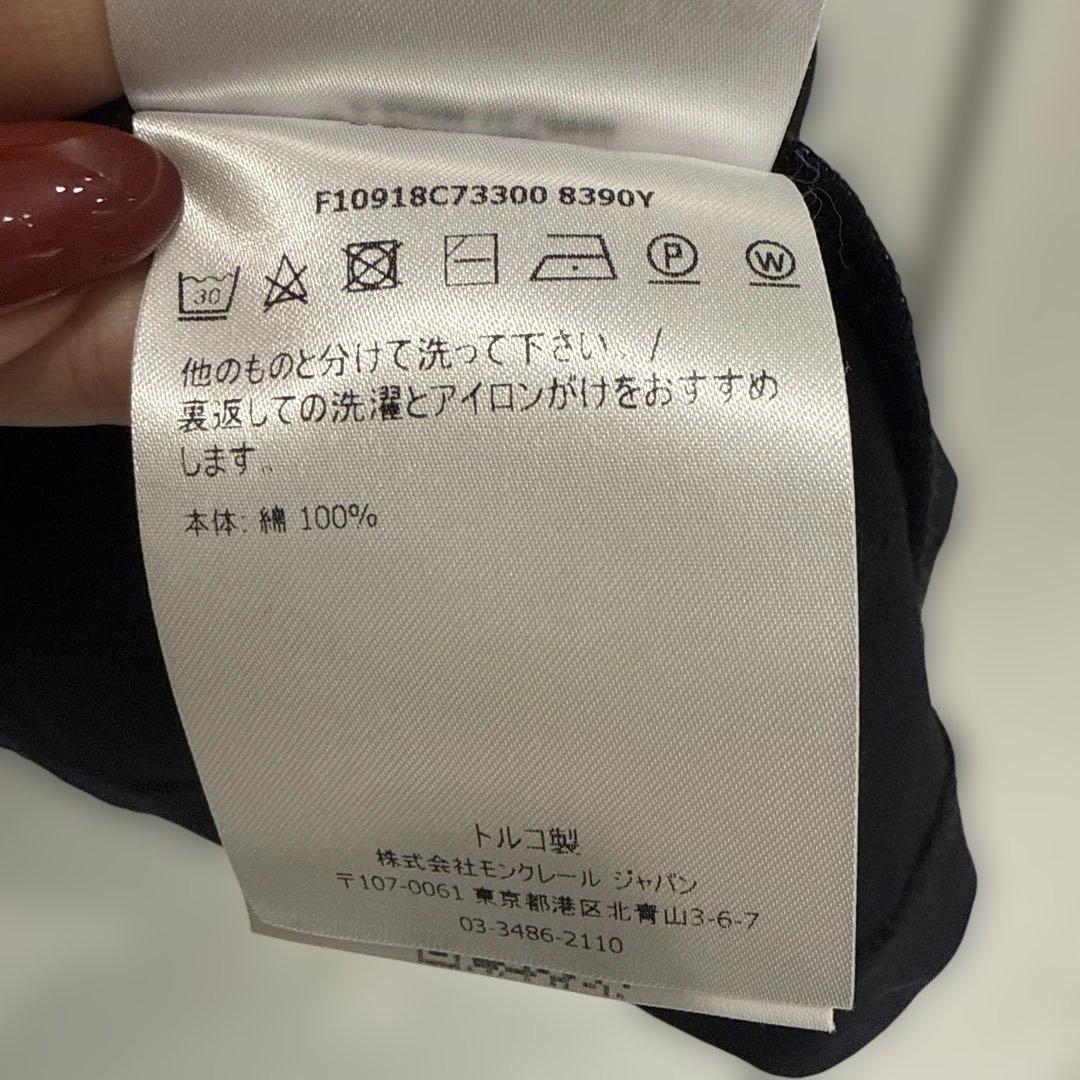 F10918C73300 8390Y
30
P
W
他のものと分けて洗って下さい。/
裏返しての洗濯とアイロンがけをおすすめ
します。
本体: 綿 100%
トルコ製
株式会社モンクレール ジャパン
〒107-0061 東京都港区北青山3-6-7
03-3486-2110